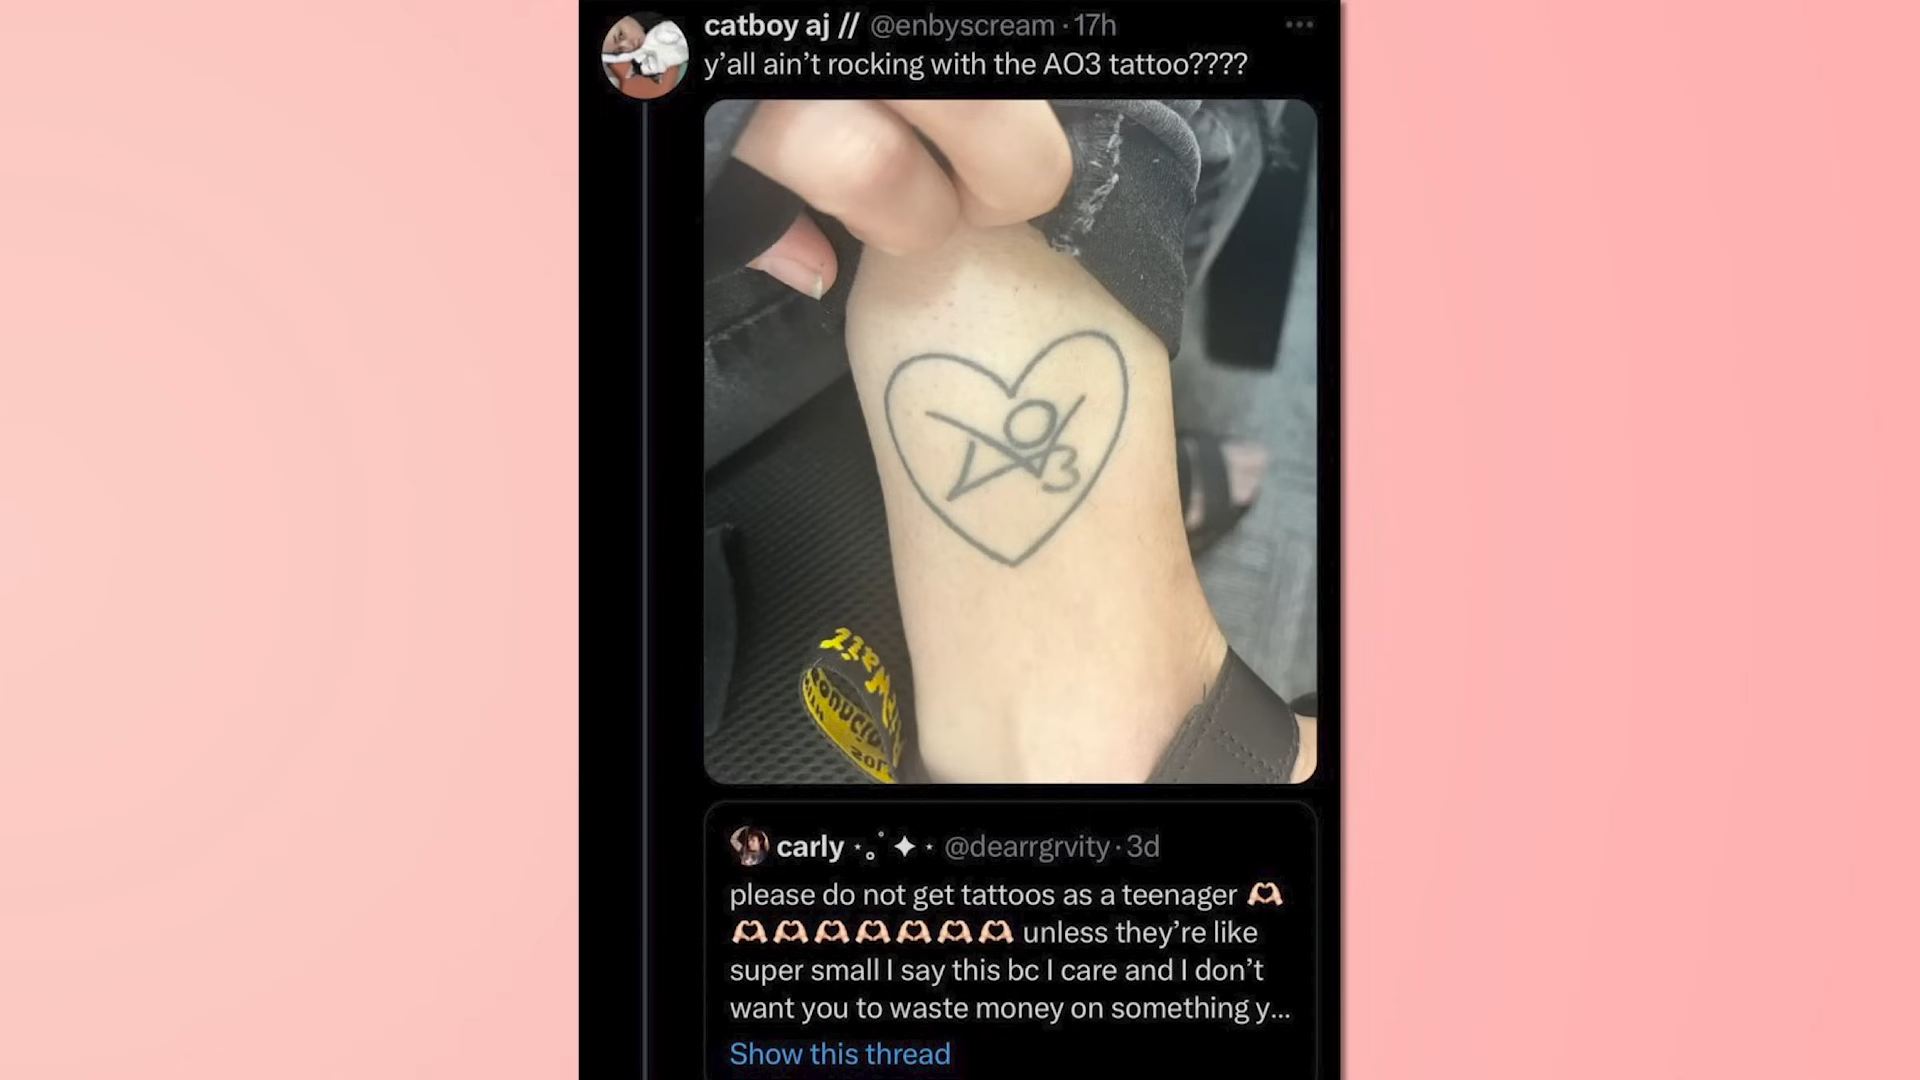 catboy aj // @enbyscream · 17h
y'all ain't rocking with the AO3 tattoo????
3
Wait
carly ⋆｡˚ ✦ ⋆ @dearrgrvity · 3d
please do not get tattoos as a teenager 🫶🏻
🫶🏻🫶🏻🫶🏻🫶🏻🫶🏻🫶🏻🫶🏻 unless they're like
super small I say this bc I care and I don't
want you to waste money on something y...
Show this thread